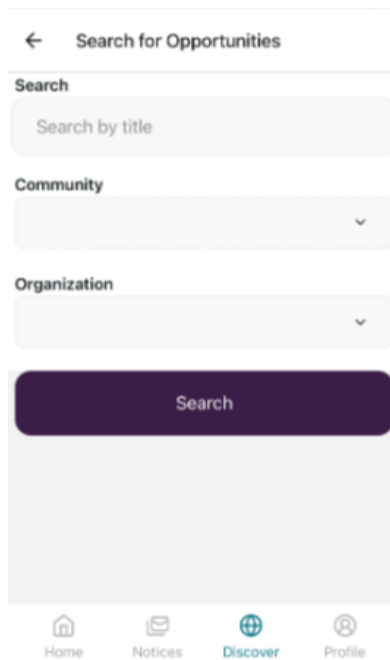 Search for Opportunities
Search
Search by title
Community
Organization
Search
Home Notices Discover Profile